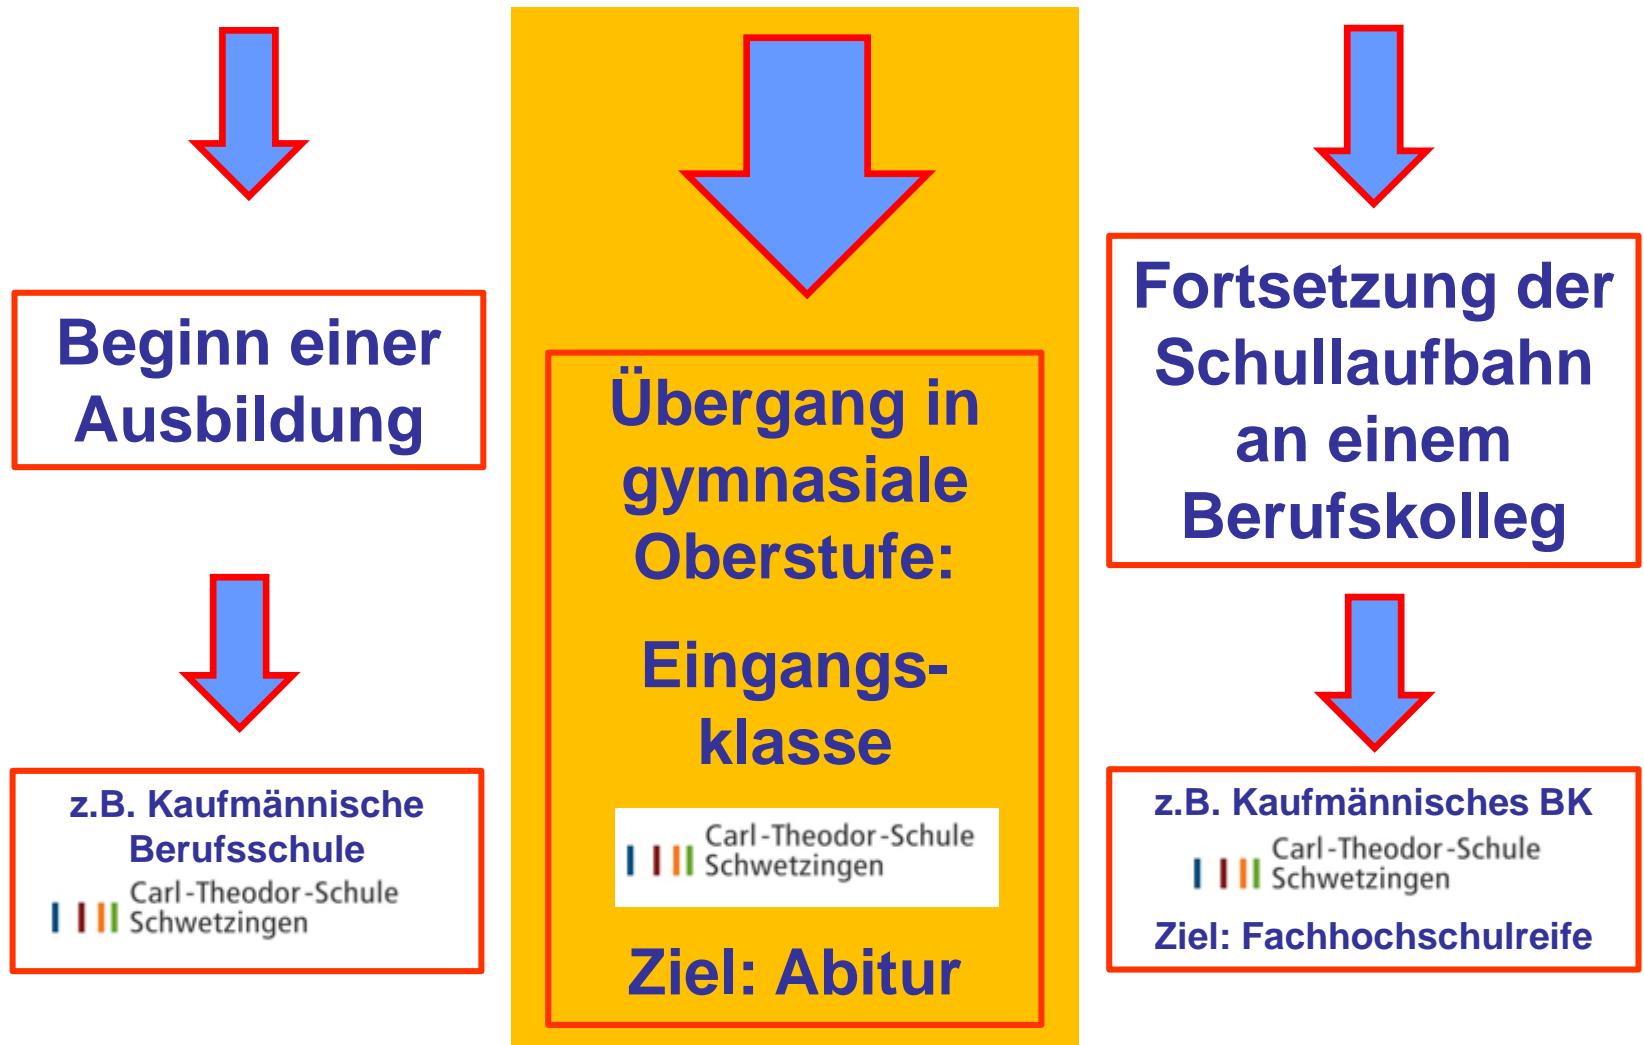 Beginn einer
Ausbildung
z.B. Kaufmännische
Berufsschule
Carl-Theodor-Schule
Schwetzingen
Übergang in
gymnasiale
Oberstufe:
Eingangs-
klasse
Carl-Theodor-Schule
Schwetzingen
Ziel: Abitur
Fortsetzung der
Schullaufbahn
an einem
Berufskolleg
z.B. Kaufmännisches BK
Carl-Theodor-Schule
Schwetzingen
Ziel: Fachhochschulreife